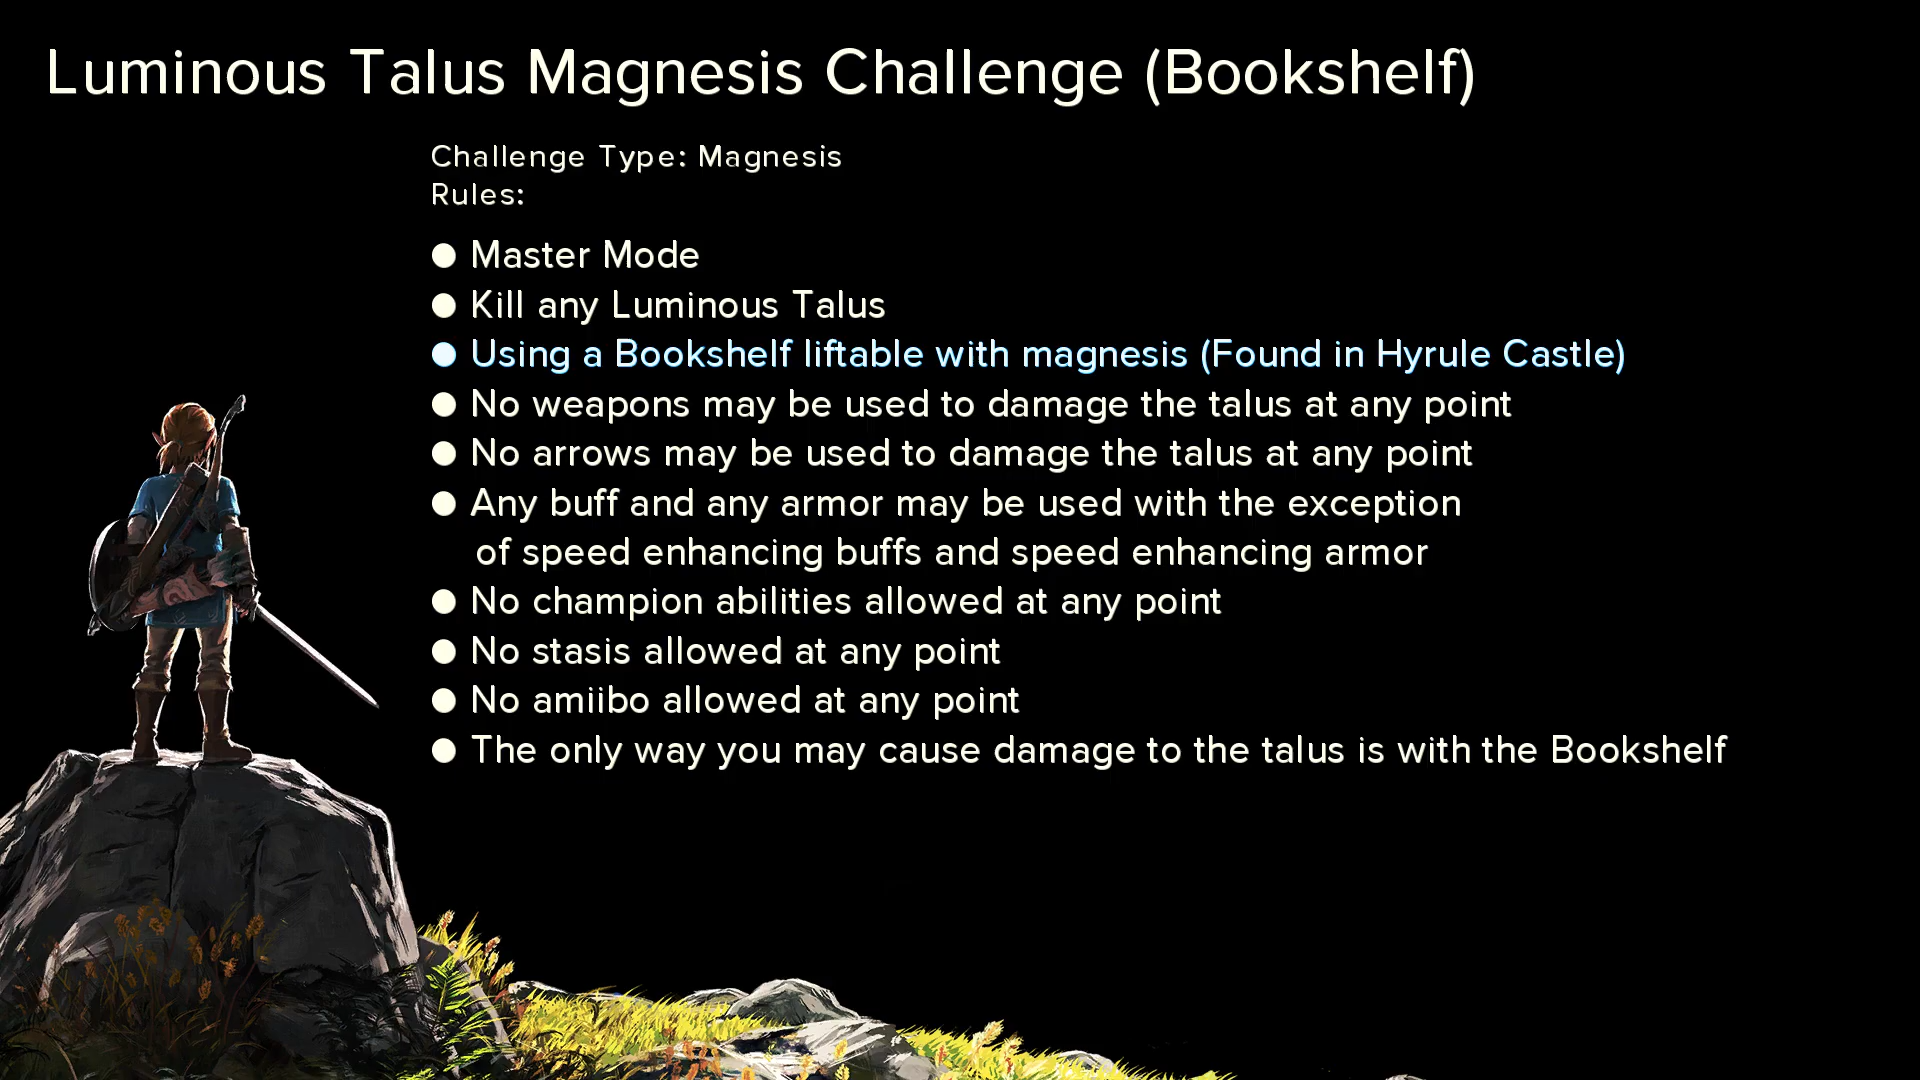 Luminous Talus Magnesis Challenge (Bookshelf)
Challenge Type: Magnesis
Rules:
● Master Mode
● Kill any Luminous Talus
● Using a Bookshelf liftable with magnesis (Found in Hyrule Castle)
● No weapons may be used to damage the talus at any point
● No arrows may be used to damage the talus at any point
● Any buff and any armor may be used with the exception
of speed enhancing buffs and speed enhancing armor
● No champion abilities allowed at any point
● No stasis allowed at any point
● No amiibo allowed at any point
● The only way you may cause damage to the talus is with the Bookshelf